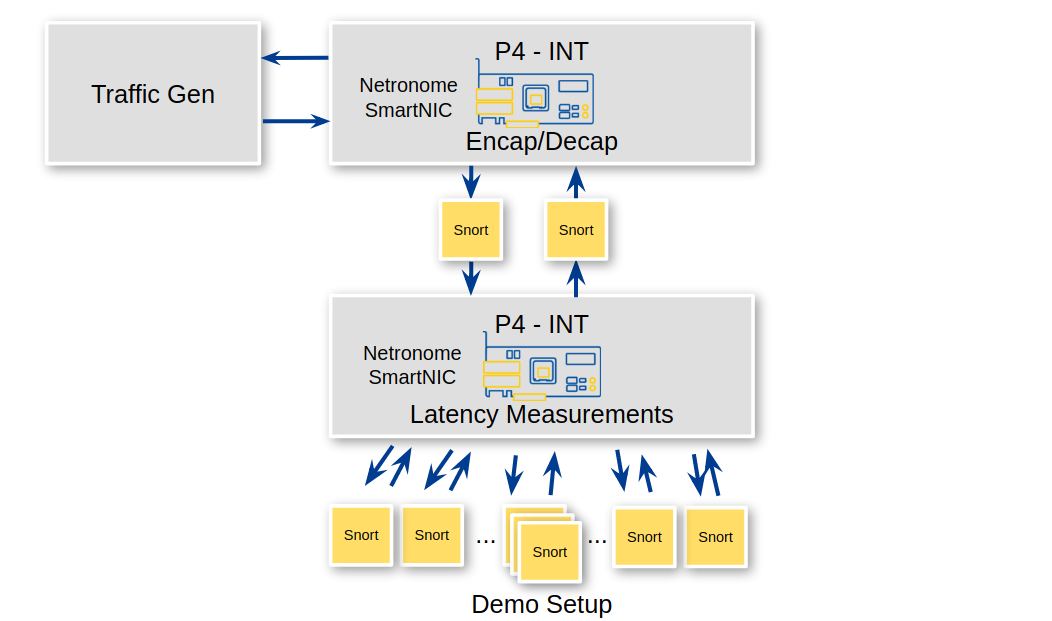 Traffic Gen
P4 - INT
Netronome
SmartNIC
Encap/Decap
Snort
Snort
P4 - INT
Netronome
SmartNIC
Latency Measurements
Snort
Snort
...
Snort
...
Snort
Snort
Demo Setup